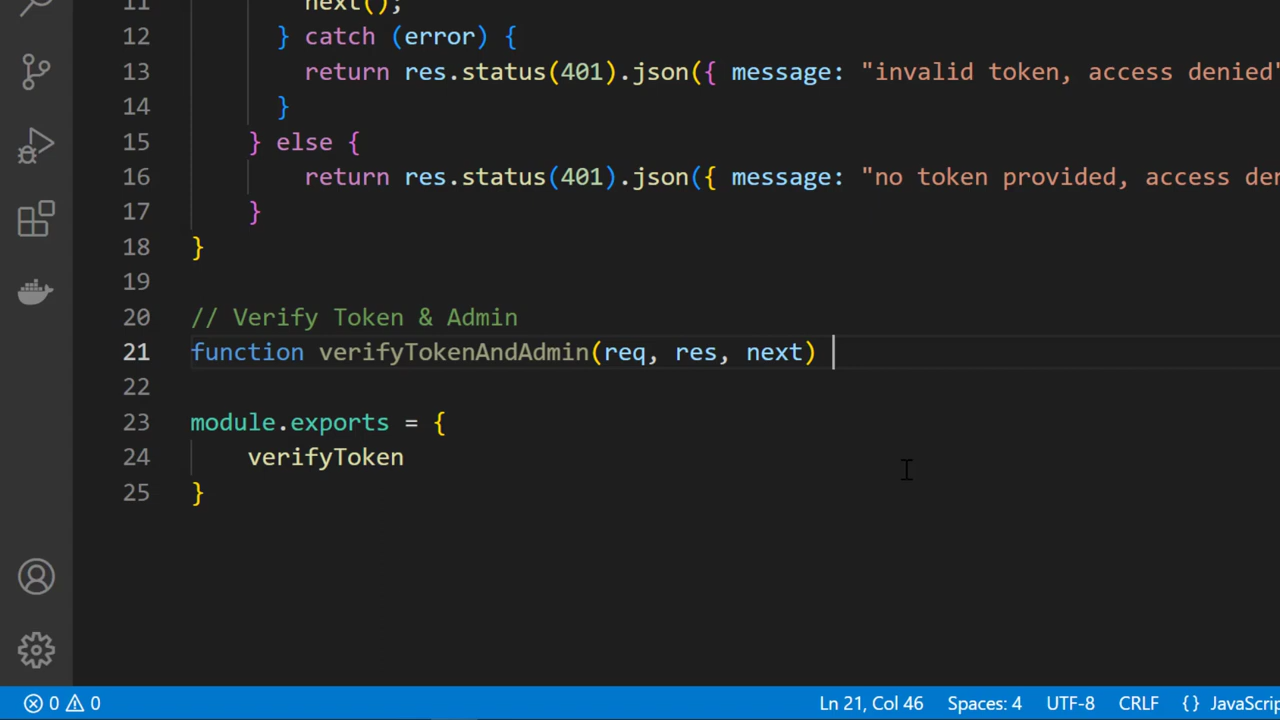 11 next();
12 } catch (error) {
13 return res.status(401).json({ message: "invalid token, access denied"
14 }
15 } else {
16 return res.status(401).json({ message: "no token provided, access den
17 }
18 }
19
20 // Verify Token & Admin
21 function verifyTokenAndAdmin(req, res, next)
22
23 module.exports = {
24 verifyToken
25 }
0 0 Ln 21, Col 46 Spaces: 4 UTF-8 CRLF {} JavaScrip